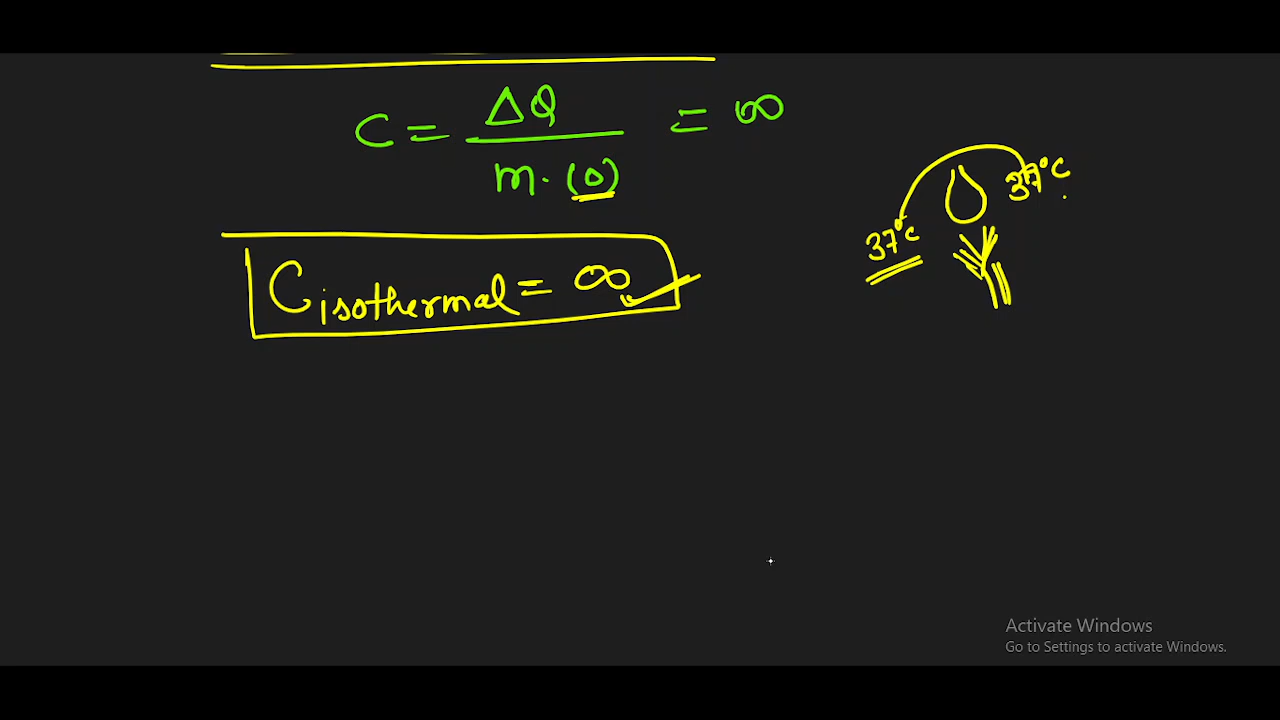 C = ΔQ / m·(0) = ∞
37°C
37°C
C isothermal = ∞
Activate Windows
Go to Settings to activate Windows.